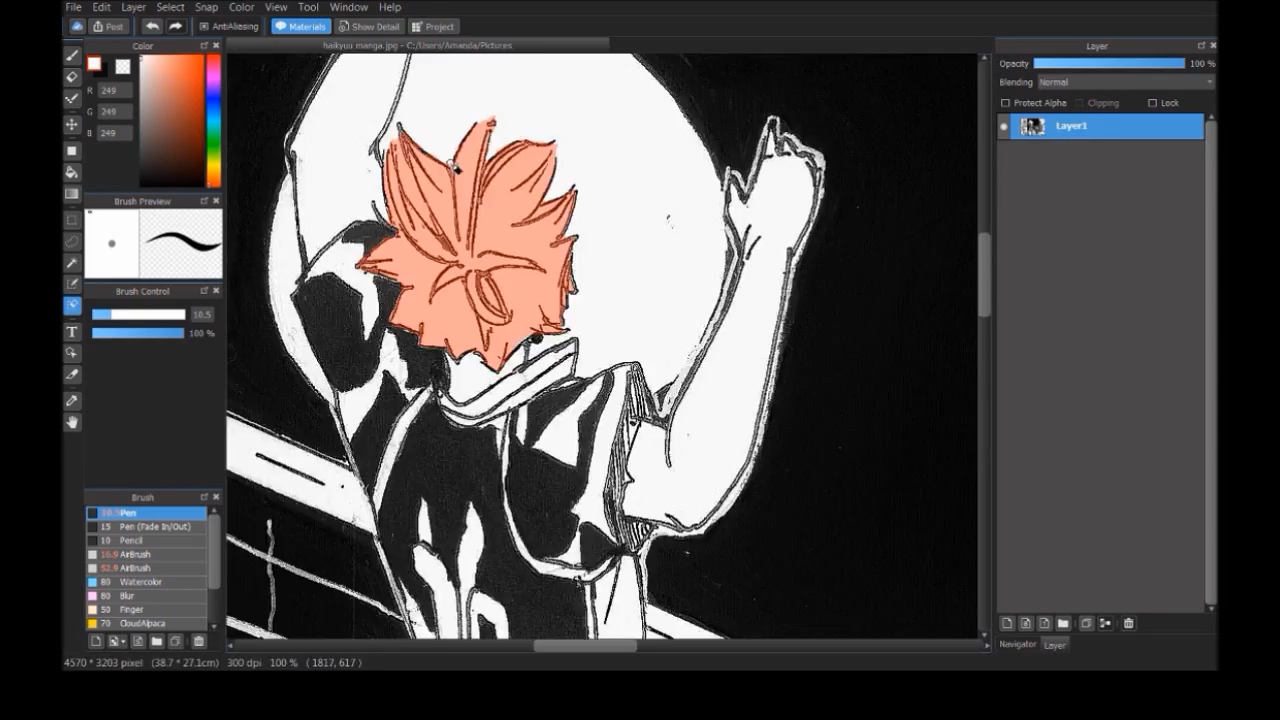 File Edit Layer Select Snap Color View Tool Window Help
Post AntiAliasing Materials Show Detail Project
Color
haikyuu manga.jpg - C:/Users/Amanda/Pictures
Layer
Opacity 100 %
Blending Normal
Protect Alpha Clipping Lock
Layer1
R 249
G 249
B 249
Brush Preview
Brush Control
10.5
100 %
T
Brush
10.5 Pen
15 Pen (Fade In/Out)
10 Pencil
16.9 AirBrush
52.9 AirBrush
80 Watercolor
80 Blur
50 Finger
70 CloudAlpaca
Navigator Layer
4570 * 3203 pixel (38.7 * 27.1cm) 300 dpi 100 % ( 1817, 617 )